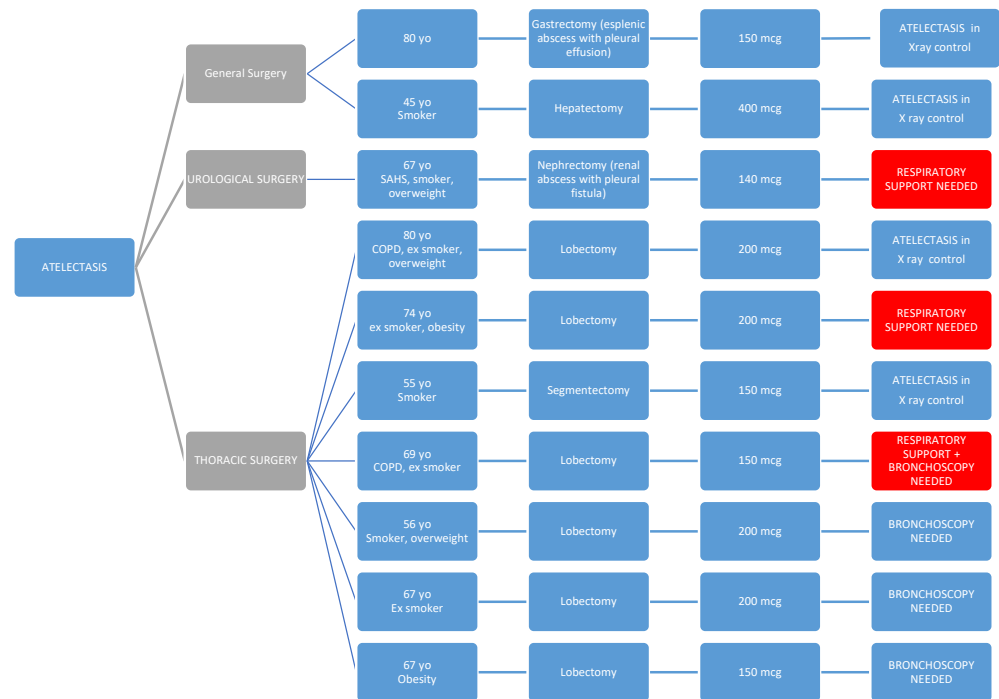 ATELECTASIS
General Surgery
80 yo
Gastrectomy (esplenic
abscess with pleural
effusion)
150 mcg
ATELECTASIS in
Xray control
45 yo
Smoker
Hepatectomy
400 mcg
ATELECTASIS in
X ray control
UROLOGICAL SURGERY
67 yo
SAHS, smoker,
overweight
Nephrectomy (renal
abscess with pleural
fistula)
140 mcg
RESPIRATORY
SUPPORT NEEDED
THORACIC SURGERY
80 yo
COPD, ex smoker,
overweight
Lobectomy
200 mcg
ATELECTASIS in
X ray control
74 yo
ex smoker, obesity
Lobectomy
200 mcg
RESPIRATORY
SUPPORT NEEDED
55 yo
Smoker
Segmentectomy
150 mcg
ATELECTASIS in
X ray control
69 yo
COPD, ex smoker
Lobectomy
150 mcg
RESPIRATORY
SUPPORT +
BRONCHOSCOPY
NEEDED
56 yo
Smoker, overweight
Lobectomy
200 mcg
BRONCHOSCOPY
NEEDED
67 yo
Ex smoker
Lobectomy
200 mcg
BRONCHOSCOPY
NEEDED
67 yo
Obesity
Lobectomy
150 mcg
BRONCHOSCOPY
NEEDED